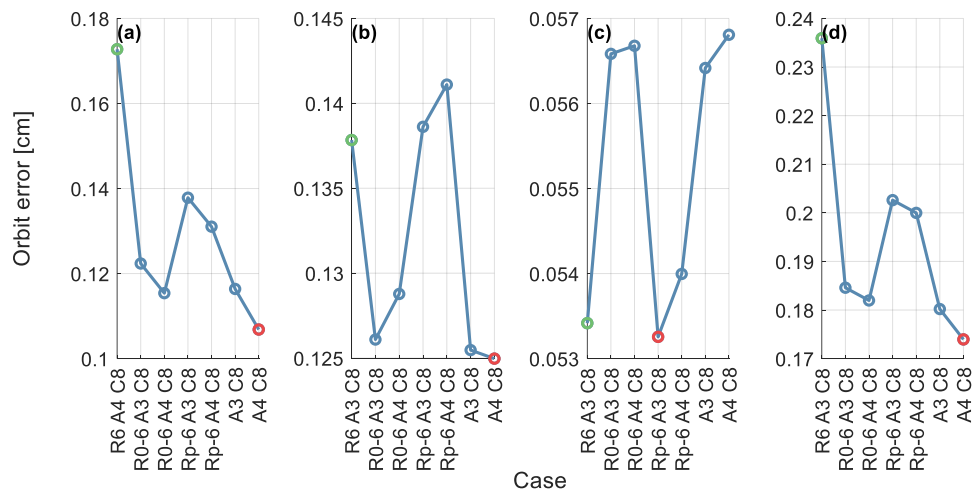 Orbit error [cm]
(a)
0.18
0.16
0.14
0.12
0.1
R6 A4 C8
R0-6 A3 C8
R0-6 A4 C8
Rp-6 A3 C8
Rp-6 A4 C8
A3 C8
A4 C8
(b)
0.145
0.14
0.135
0.13
0.125
R6 A3 C8
R0-6 A3 C8
R0-6 A4 C8
Rp-6 A3 C8
Rp-6 A4 C8
A3 C8
A4 C8
(c)
0.057
0.056
0.055
0.054
0.053
R6 A3 C8
R0-6 A3 C8
R0-6 A4 C8
Rp-6 A3 C8
Rp-6 A4 C8
A3 C8
A4 C8
(d)
0.24
0.23
0.22
0.21
0.2
0.19
0.18
0.17
R6 A3 C8
R0-6 A3 C8
R0-6 A4 C8
Rp-6 A3 C8
Rp-6 A4 C8
A3 C8
A4 C8
Case